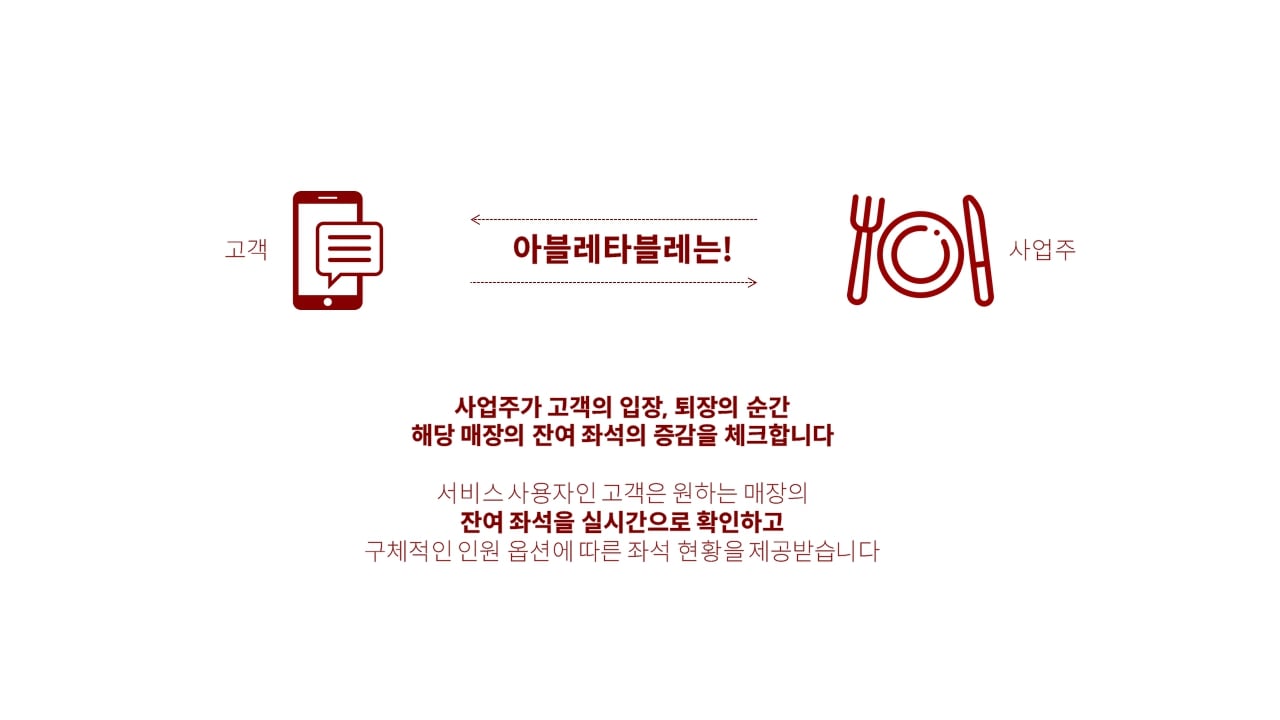 고객
아블레타블레는!
사업주
사업주가 고객의 입장, 퇴장의 순간
해당 매장의 잔여 좌석의 증감을 체크합니다
서비스 사용자인 고객은 원하는 매장의
잔여 좌석을 실시간으로 확인하고
구체적인 인원 옵션에 따른 좌석 현황을 제공받습니다